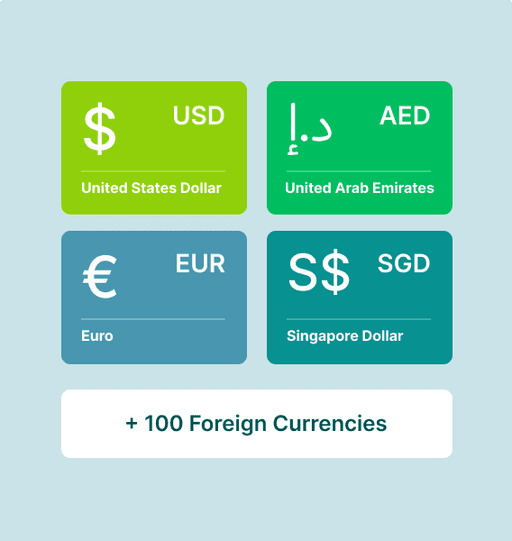 $ USD
United States Dollar
د.إ AED
United Arab Emirates
€ EUR
Euro
S$ SGD
Singapore Dollar
+ 100 Foreign Currencies